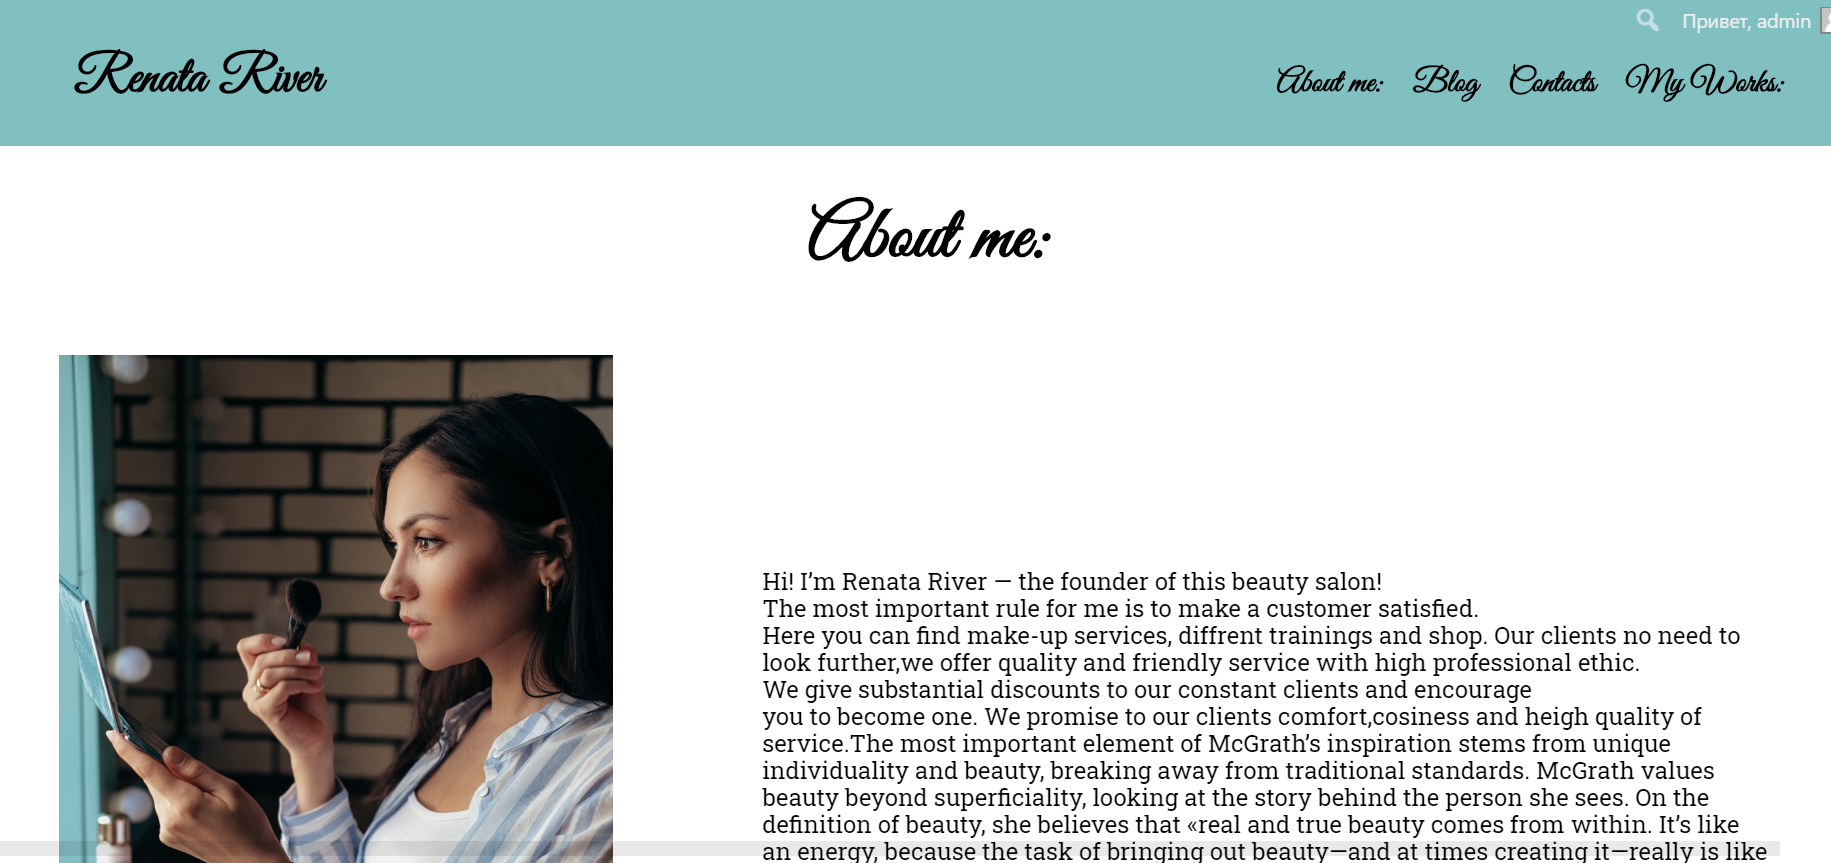 Привет, admin
Renata River
About me: Blog Contacts My Works:
About me:
Hi! I’m Renata River — the founder of this beauty salon!
The most important rule for me is to make a customer satisfied.
Here you can find make-up services, diffrent trainings and shop. Our clients no need to
look further,we offer quality and friendly service with high professional ethic.
We give substantial discounts to our constant clients and encourage
you to become one. We promise to our clients comfort,cosiness and heigh quality of
service.The most important element of McGrath’s inspiration stems from unique
individuality and beauty, breaking away from traditional standards. McGrath values
beauty beyond superficiality, looking at the story behind the person she sees. On the
definition of beauty, she believes that «real and true beauty comes from within. It’s like
an energy, because the task of bringing out beauty—and at times creating it—really is like